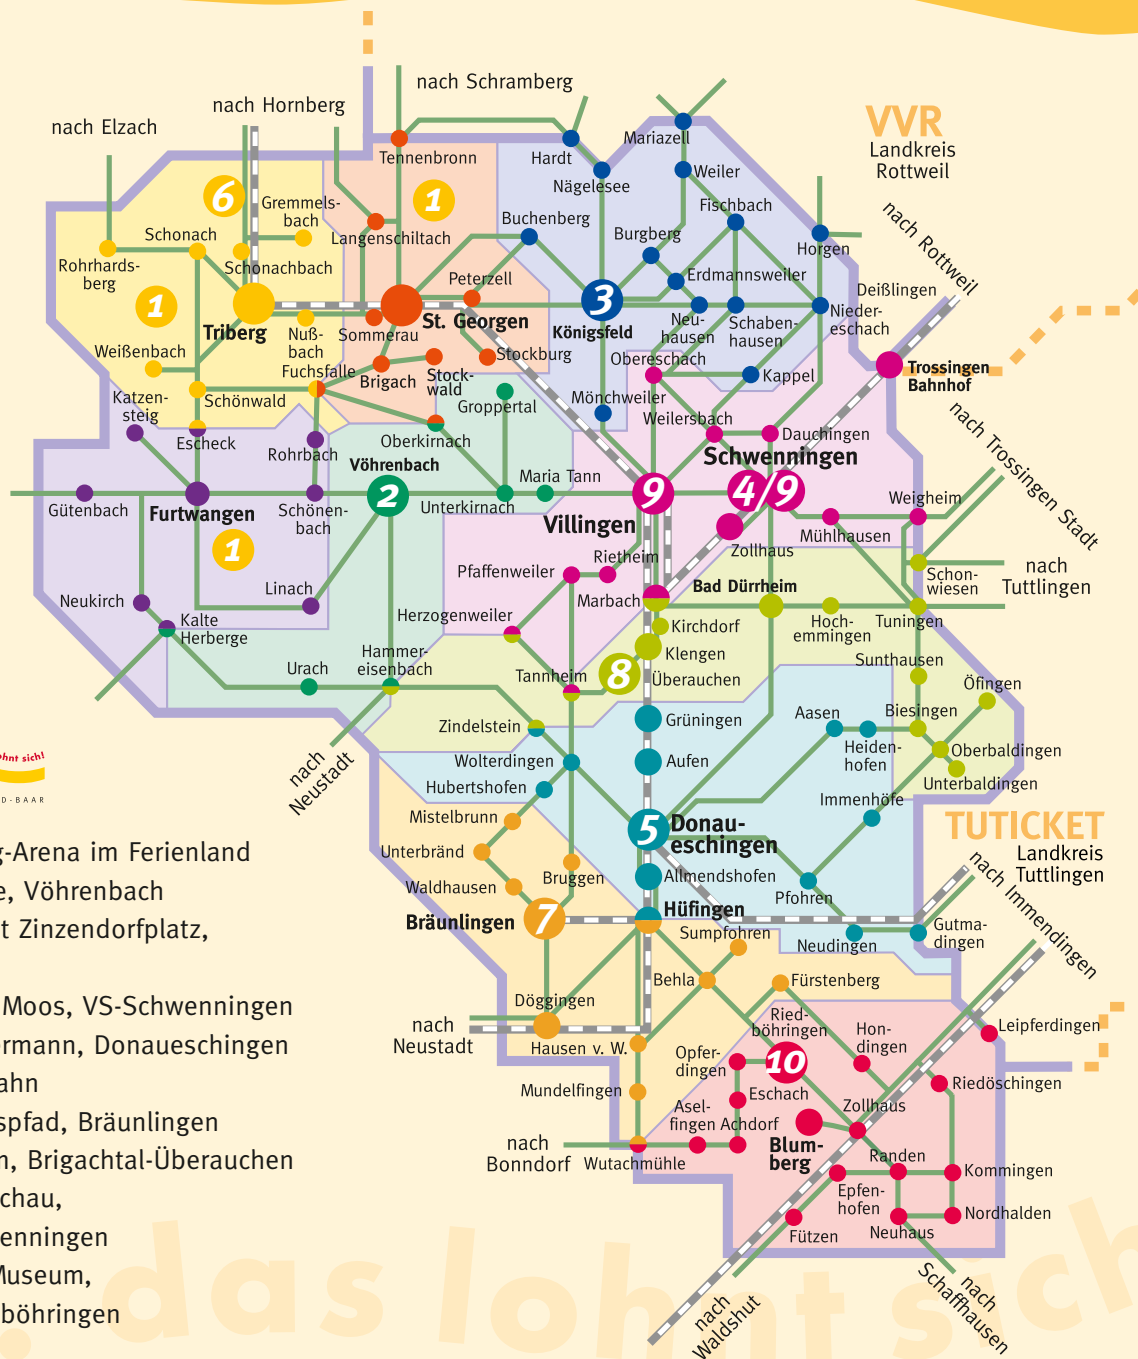 nach Schramberg
nach Hornberg
nach Elzach
VVR
Landkreis
Rottweil
nach Rottweil
Mariazell
Tennenbronn
Hardt
Nägelesee
Weiler
6
1
Gremmels-
bach
Fischbach
Schonach
Langenschiltach
Buchenberg
Burgberg
Horgen
Rohrhards-
berg
Schonachbach
Peterzell
Erdmannsweiler
Deißlingen
1
3
Triberg
Nuß-
bach
Sommerau
St. Georgen
Königsfeld
Neu-
hausen
Schaben-
hausen
Nieder-
eschach
Weißenbach
Fuchsfalle
Brigach
Stock-
wald
Stockburg
Obereschach
Kappel
Trossingen
Bahnhof
Katzen-
steig
Schönwald
Groppertal
Mönchweiler
Weilersbach
Dauchingen
nach Trossingen Stadt
Escheck
Rohrbach
Oberkirnach
Schwenningen
Vöhrenbach
Maria Tann
2
9
4/9
Gütenbach
Furtwangen
Schönen-
bach
Unterkirnach
Villingen
Weigheim
1
Zollhaus
Mühlhausen
Rietheim
Pfaffenweiler
Schon-
wiesen
nach
Tuttlingen
Neukirch
Linach
Marbach
Bad Dürrheim
Kalte
Herberge
Herzogenweiler
Kirchdorf
Hoch-
emmingen
Tuningen
Urach
Hammer-
eisenbach
Klengen
8
Tannheim
Überauchen
Sunthausen
Öfingen
Zindelstein
Grüningen
Aasen
Biesingen
Heiden-
hofen
Oberbaldingen
Unterbaldingen
nach
Neustadt
Wolterdingen
Aufen
Hubertshofen
Immenhöfe
Mistelbrunn
5
Donau-
eschingen
TUTICKET
Landkreis
Tuttlingen
Unterbränd
nach Immendingen
Waldhausen
Bruggen
Allmendshofen
Pfohren
Bräunlingen
7
Hüfingen
Sumpfohren
Neudingen
Gutma-
dingen
Döggingen
Behla
Fürstenberg
nach
Neustadt
Hausen v. W.
Ried-
böhringen
Hon-
dingen
Leipferdingen
Opfer-
dingen
10
Mundelfingen
Eschach
Riedöschingen
Asel-
fingen
Achdorf
Zollhaus
nach
Bonndorf
Wutachmühle
Blum-
berg
Randen
Kommingen
Epfen-
hofen
Nordhalden
Fützen
Neuhaus
nach
Waldshut
nach
Schaffhausen
ohnt sich!
D-BAAR
g-Arena im Ferienland
e, Vöhrenbach
t Zinzendorfplatz,
Moos, VS-Schwenningen
ermann, Donaueschingen
ahn
spfad, Bräunlingen
n, Brigachtal-Überauchen
chau,
enningen
Museum,
böhringen
das lohnt sich